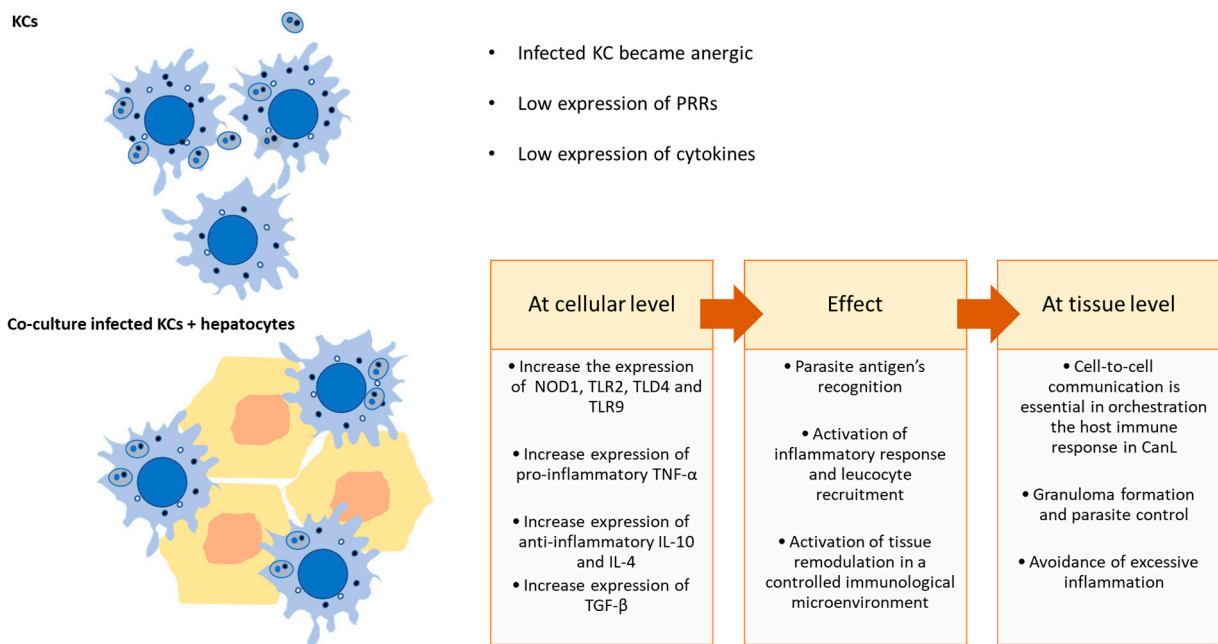 KCs
• Infected KC became anergic
• Low expression of PRRs
• Low expression of cytokines
Co-culture infected KCs + hepatocytes
At cellular level
• Increase the expression
of NOD1, TLR2, TLD4 and
TLR9
• Increase expression of
pro-inflammatory TNF-α
• Increase expression of
anti-inflammatory IL-10
and IL-4
• Increase expression of
TGF-β
Effect
• Parasite antigen's
recognition
• Activation of
inflammatory response
and leucocyte
recruitment
• Activation of tissue
remodulation in a
controlled immunological
microenvironment
At tissue level
• Cell-to-cell
communication is
essential in orchestration
the host immune
response in CanL
• Granuloma formation
and parasite control
• Avoidance of excessive
inflammation